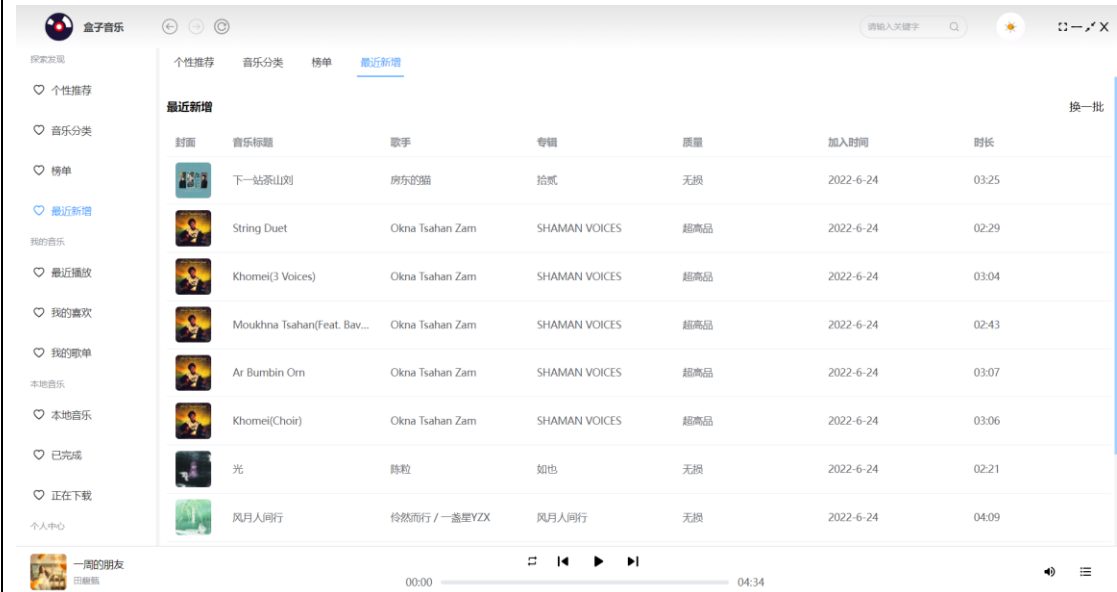 盒子音乐
请输入关键字
探索发现
个性推荐
音乐分类
榜单
最近新增
我的音乐
最近播放
我的喜欢
我的歌单
本地音乐
本地音乐
已完成
正在下载
个人中心
个性推荐 音乐分类 榜单 最近新增
最近新增 换一批
封面 音乐标题 歌手 专辑 质量 加入时间 时长
下一站茶山刘 房东的猫 拾贰 无损 2022-6-24 03:25
String Duet Okna Tsahan Zam SHAMAN VOICES 超高品 2022-6-24 02:29
Khomei(3 Voices) Okna Tsahan Zam SHAMAN VOICES 超高品 2022-6-24 03:04
Moukhna Tsahan(Feat. Bav... Okna Tsahan Zam SHAMAN VOICES 超高品 2022-6-24 02:43
Ar Bumbin Orn Okna Tsahan Zam SHAMAN VOICES 超高品 2022-6-24 03:07
Khomei(Choir) Okna Tsahan Zam SHAMAN VOICES 超高品 2022-6-24 03:06
光 陈粒 如也 无损 2022-6-24 02:21
风月人间行 伶然而行 / 一盏星YZX 风月人间行 无损 2022-6-24 04:09
一周的朋友
00:00 04:34